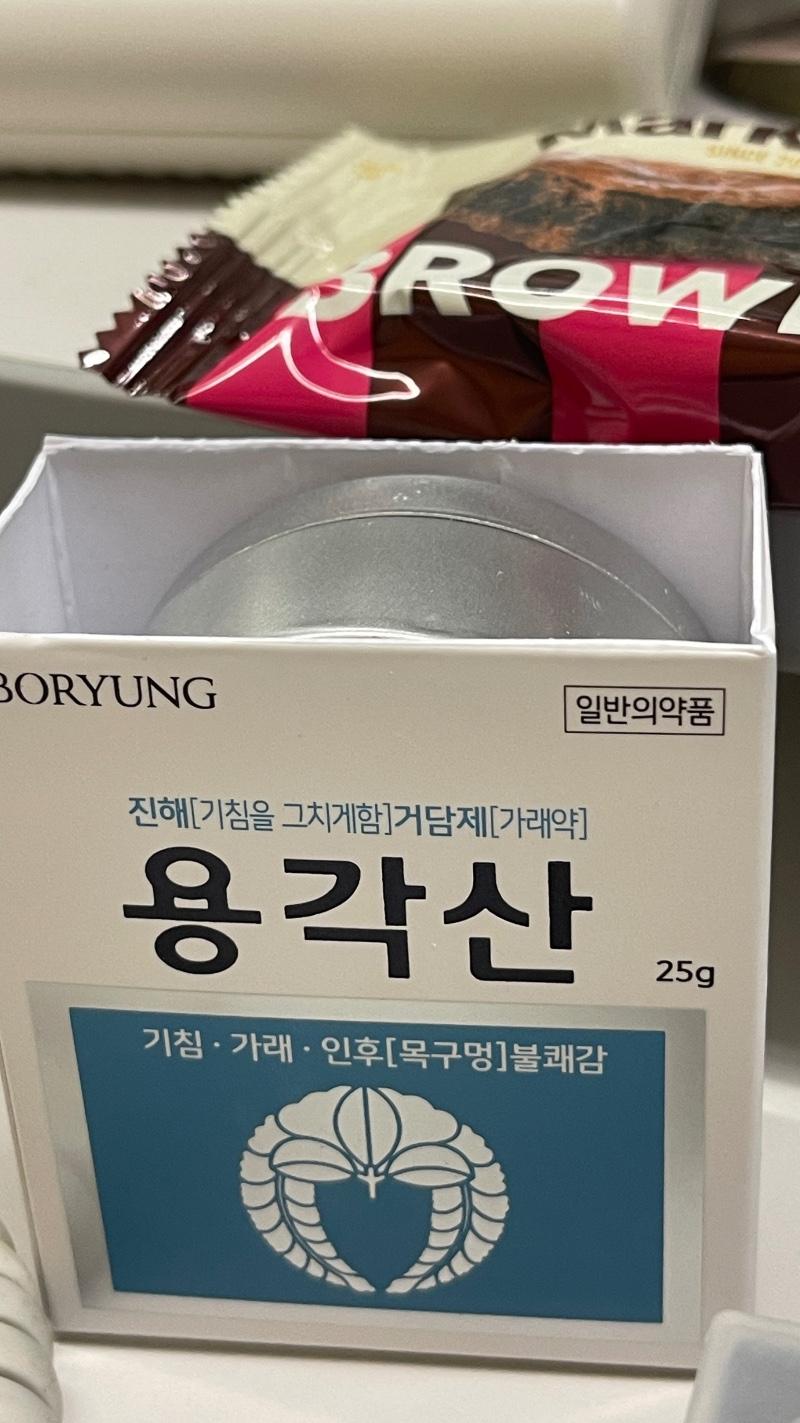 BROW
BORYUNG
일반의약품
진해[기침을 그치게함]거담제[가래약]
용각산
25g
기침 · 가래 · 인후[목구멍]불쾌감